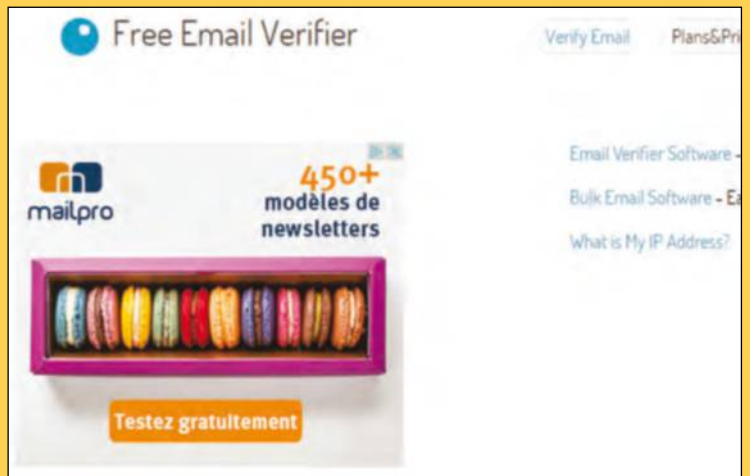 Free Email Verifier
Verify Email Plans&Pri
mailpro
450+
modèles de
newsletters
Testez gratuitement
Email Verifier Software -
Bulk Email Software - Ea
What is My IP Address?